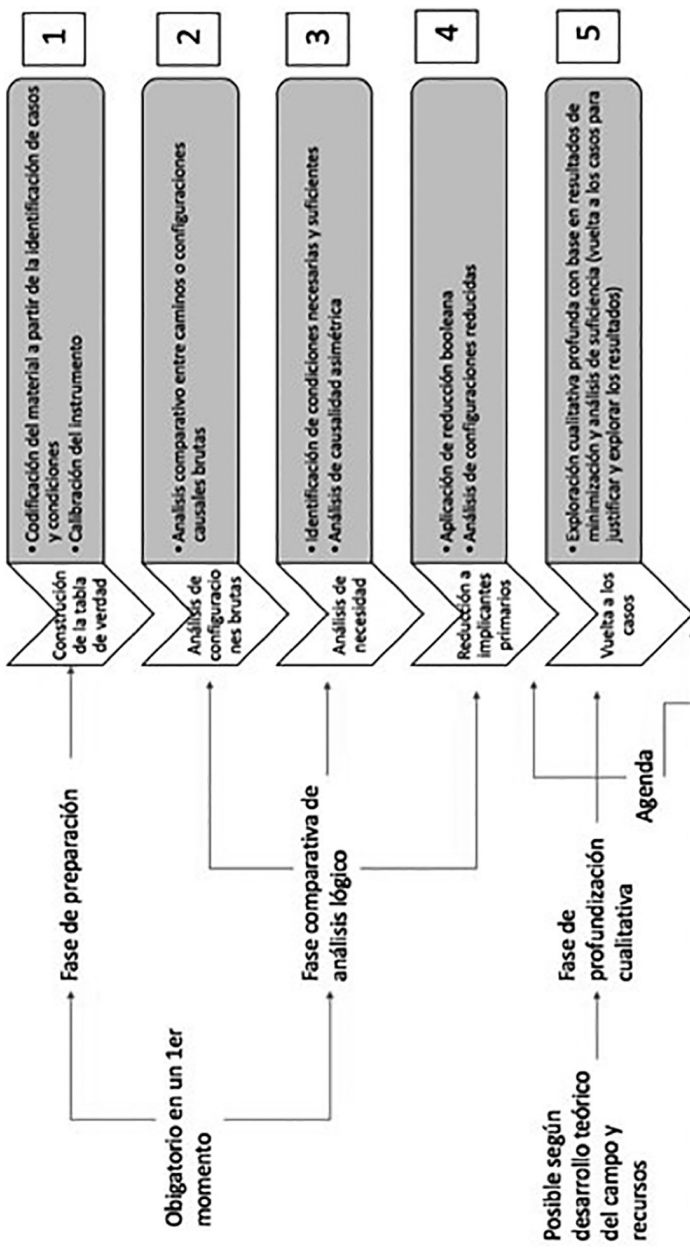 Obigatorio en un 1er
momento
Fase de preparación
Construción
de la tabla
de verdad
• Codificación del material a partir de la identificación de casos
y condiciones
• Calibración del instrumento
1
Fase comparativa de
análisis lógico
Análisis de
configuracio
nes brutas
• Analisis comparativo entre caminos o configuraciones
causales brutas
2
Análisis de
necesidad
• Identificación de condiciones necesarias y suficientes
• Análisis de causalidad asimétrica
3
Reducción a
implicantes
primarios
• Aplicación de reducción booleana
• Análisis de configuraciones reducidas
4
Posible según
desarrollo teórico
del campo y
recursos
Fase de
profundización
cualitativa
Agenda
Vuelta a los
casos
• Exploración cualitativa profunda con base en resultados de
minimización y análisis de suficiencia (vuelta a los casos para
justificar y explorar los resultados)
5